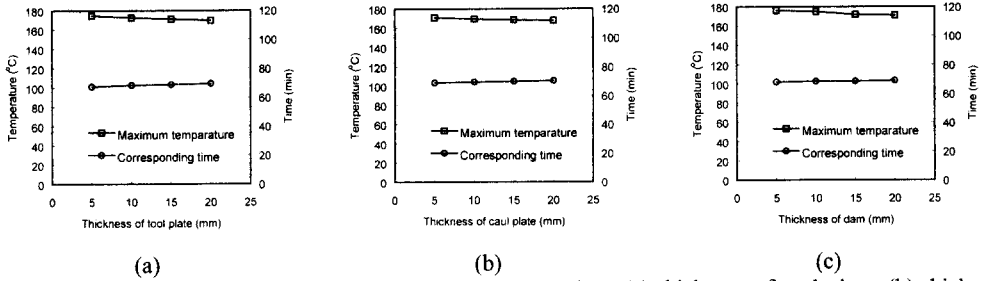 180
160
140
120
100
80
60
40
20
0
Temperature (°C)
120
100
80
60
40
20
0
Time (min)
Maximum temparature
Corresponding time
0 5 10 15 20 25
Thickness of tool plate (mm)
(a)
180
160
140
120
100
80
60
40
20
0
Temperature (°C)
120
100
80
60
40
20
0
Time (min)
Maximum temparature
Corresponding time
0 5 10 15 20 25
Thickness of caul plate (mm)
(b)
180
160
140
120
100
80
60
40
20
0
Temperature (°C)
120
100
80
60
40
20
0
Time (min)
Maximum temparature
Corresponding time
0 5 10 15 20 25
Thickness of dam (mm)
(c)